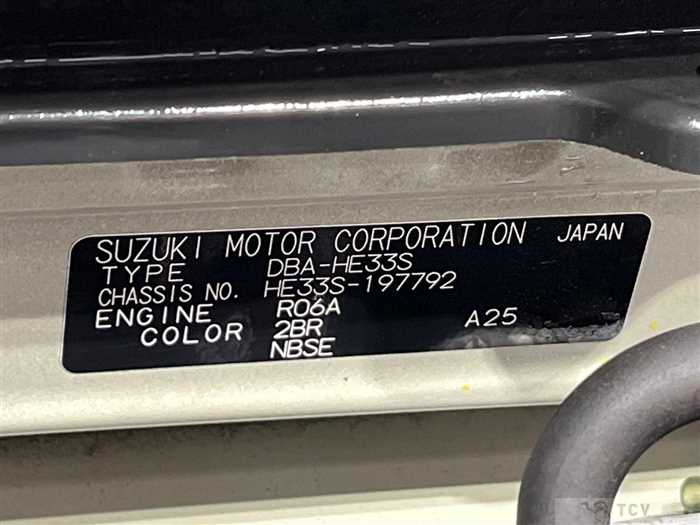 SUZUKI MOTOR CORPORATION JAPAN
TYPE DBA-HE33S
CHASSIS NO. HE33S-197792
ENGINE R06A
COLOR 2BR A25
NBSE
TCV